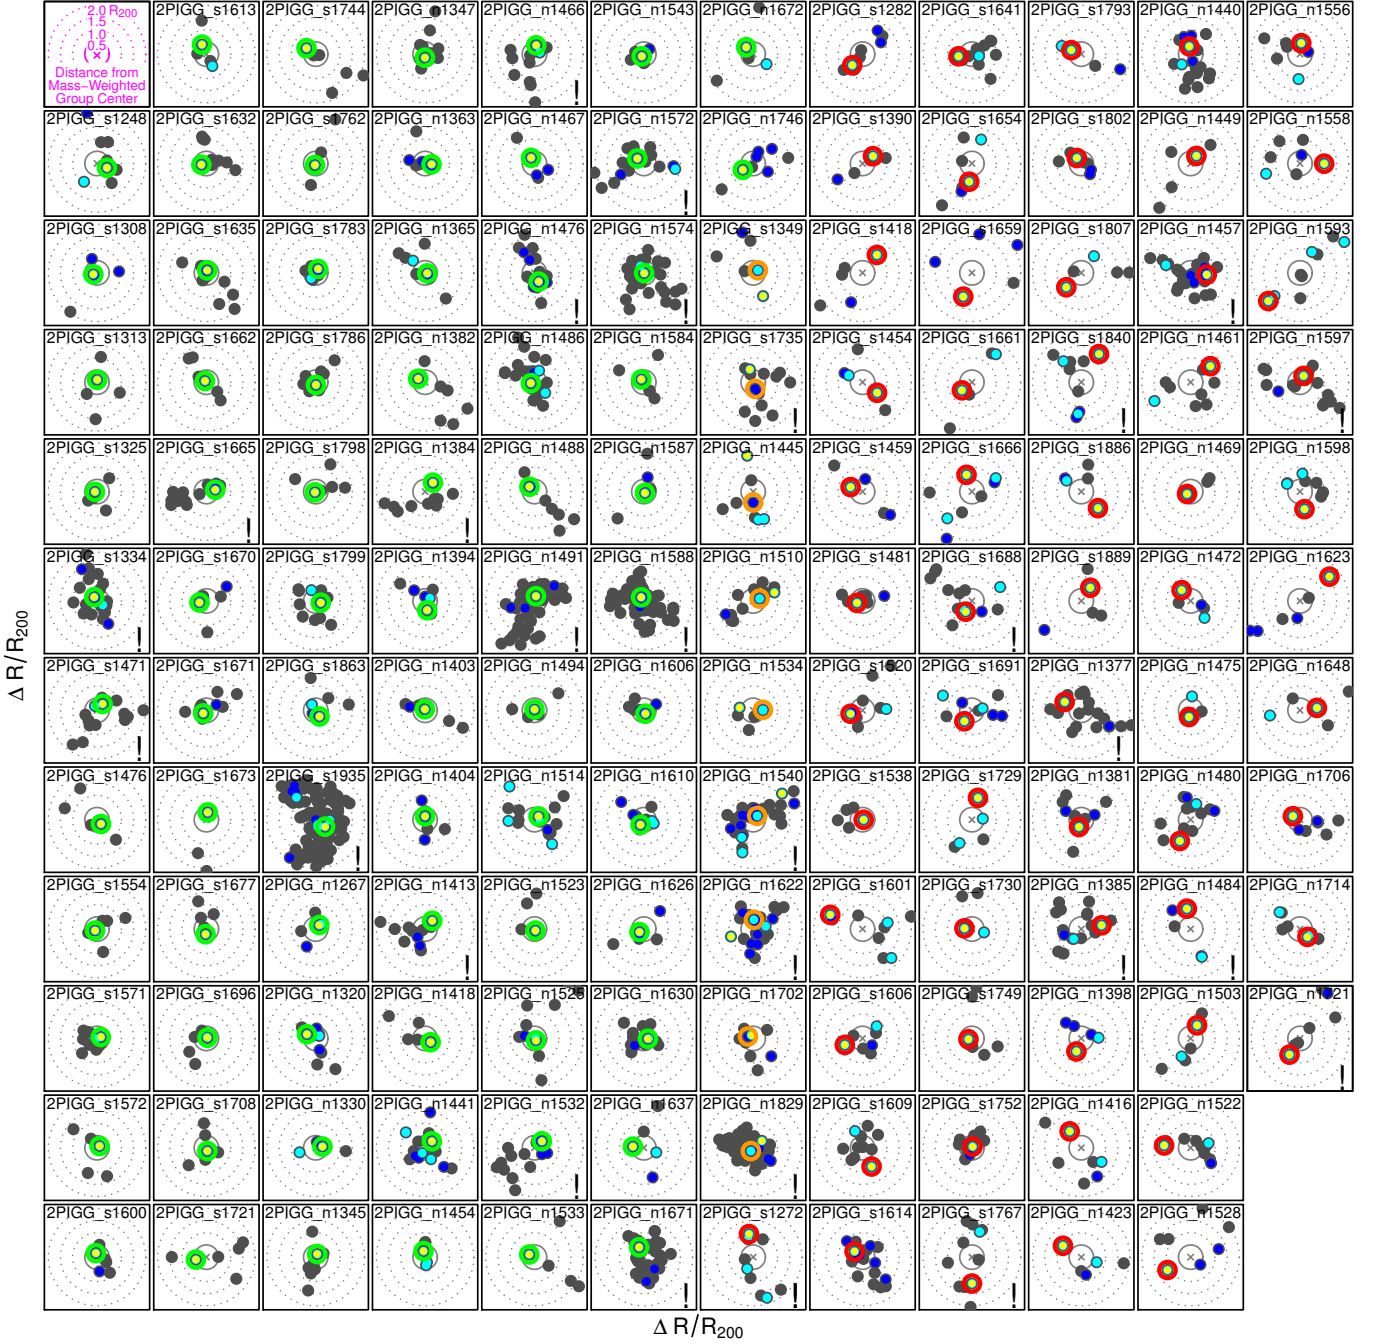 2PIGG_s1613 2PIGG_s1744 2PIGG_n1347 2PIGG_n1466 2PIGG_n1543 2PIGG_n1672 2PIGG_s1282 2PIGG_s1641 2PIGG_s1793 2PIGG_n1440 2PIGG_n1556
2.0 R200
1.5
1.0
0.5
(×)
Distance from
Mass-Weighted
Group Center
!
2PIGG_s1248 2PIGG_s1632 2PIGG_s1762 2PIGG_n1363 2PIGG_n1467 2PIGG_n1572 2PIGG_n1746 2PIGG_s1390 2PIGG_s1654 2PIGG_s1802 2PIGG_n1449 2PIGG_n1558
!
2PIGG_s1308 2PIGG_s1635 2PIGG_s1783 2PIGG_n1365 2PIGG_n1476 2PIGG_n1574 2PIGG_s1349 2PIGG_s1418 2PIGG_s1659 2PIGG_s1807 2PIGG_n1457 2PIGG_n1593
! ! !
2PIGG_s1313 2PIGG_s1662 2PIGG_s1786 2PIGG_n1382 2PIGG_n1486 2PIGG_n1584 2PIGG_s1735 2PIGG_s1454 2PIGG_s1661 2PIGG_s1840 2PIGG_n1461 2PIGG_n1597
! ! !
2PIGG_s1325 2PIGG_s1665 2PIGG_s1798 2PIGG_n1384 2PIGG_n1488 2PIGG_n1587 2PIGG_n1445 2PIGG_s1459 2PIGG_s1666 2PIGG_s1886 2PIGG_n1469 2PIGG_n1598
! !
2PIGG_s1334 2PIGG_s1670 2PIGG_s1799 2PIGG_n1394 2PIGG_n1491 2PIGG_n1588 2PIGG_n1510 2PIGG_s1481 2PIGG_s1688 2PIGG_s1889 2PIGG_n1472 2PIGG_n1623
! ! ! !
2PIGG_s1471 2PIGG_s1671 2PIGG_s1863 2PIGG_n1403 2PIGG_n1494 2PIGG_n1606 2PIGG_n1534 2PIGG_s1520 2PIGG_s1691 2PIGG_n1377 2PIGG_n1475 2PIGG_n1648
! !
2PIGG_s1476 2PIGG_s1673 2PIGG_s1935 2PIGG_n1404 2PIGG_n1514 2PIGG_n1610 2PIGG_n1540 2PIGG_s1538 2PIGG_s1729 2PIGG_n1381 2PIGG_n1480 2PIGG_n1706
! !
2PIGG_s1554 2PIGG_s1677 2PIGG_n1267 2PIGG_n1413 2PIGG_n1523 2PIGG_n1626 2PIGG_n1622 2PIGG_s1601 2PIGG_s1730 2PIGG_n1385 2PIGG_n1484 2PIGG_n1714
! ! ! !
2PIGG_s1571 2PIGG_s1696 2PIGG_n1320 2PIGG_n1418 2PIGG_n1630 2PIGG_n1702 2PIGG_s1606 2PIGG_s1749 2PIGG_n1398 2PIGG_n1503
!
2PIGG_s1572 2PIGG_s1708 2PIGG_n1330 2PIGG_n1441 2PIGG_n1532 2PIGG_n1637 2PIGG_n1829 2PIGG_s1609 2PIGG_s1752 2PIGG_n1416 2PIGG_n1522
! !
2PIGG_s1600 2PIGG_s1721 2PIGG_n1345 2PIGG_n1454 2PIGG_n1533 2PIGG_n1671 2PIGG_s1272 2PIGG_s1614 2PIGG_s1767 2PIGG_n1423 2PIGG_n1528
! ! !
Δ R/R200
Δ R/R200